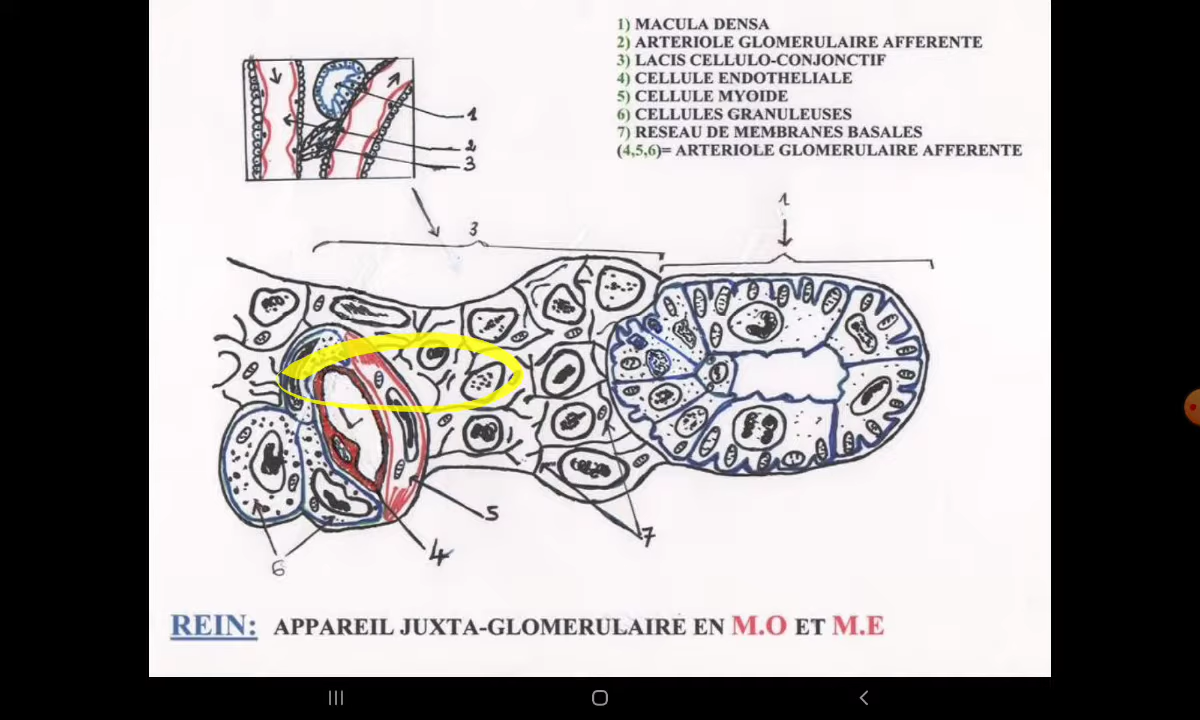 1) MACULA DENSA
2) ARTERIOLE GLOMERULAIRE AFFERENTE
3) LACIS CELLULO-CONJONCTIF
4) CELLULE ENDOTHELIALE
5) CELLULE MYOIDE
6) CELLULES GRANULEUSES
7) RESEAU DE MEMBRANES BASALES
(4,5,6)= ARTERIOLE GLOMERULAIRE AFFERENTE
1
2
3
3
1
5
4
6
7
REIN: APPAREIL JUXTA-GLOMERULAIRE EN M.O ET M.E